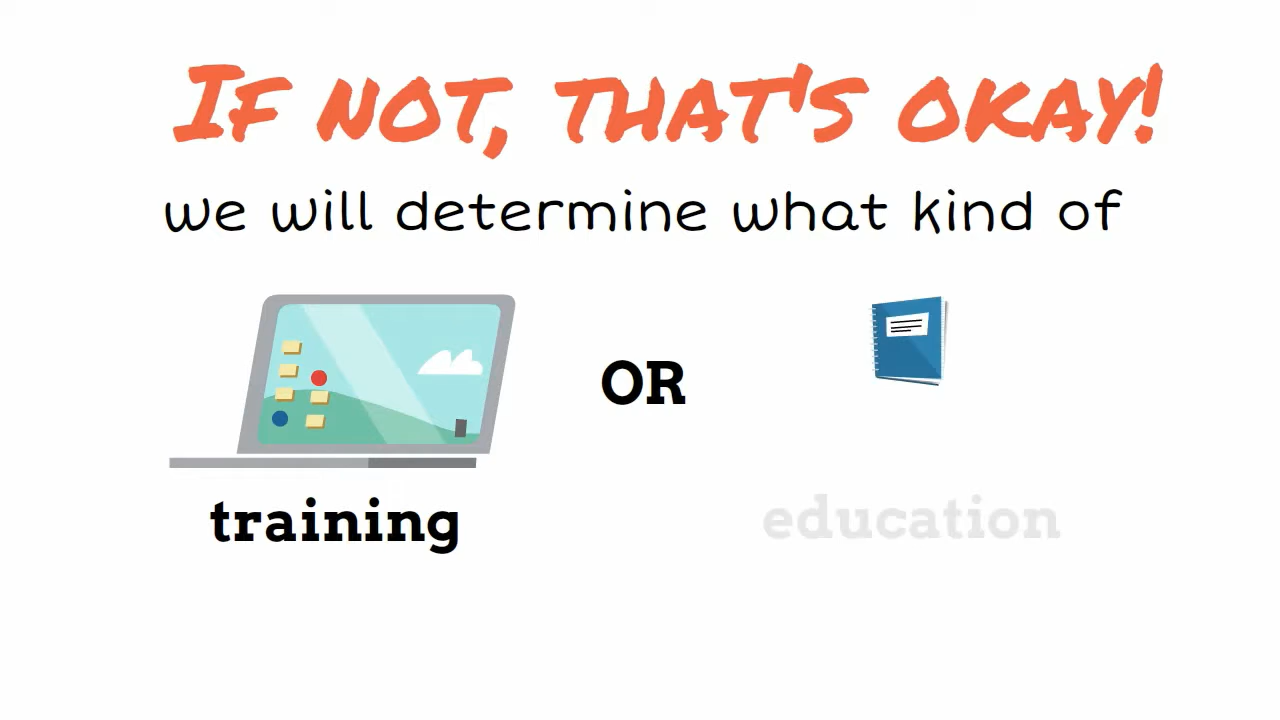 If not, that's okay!
we will determine what kind of
OR
training
education